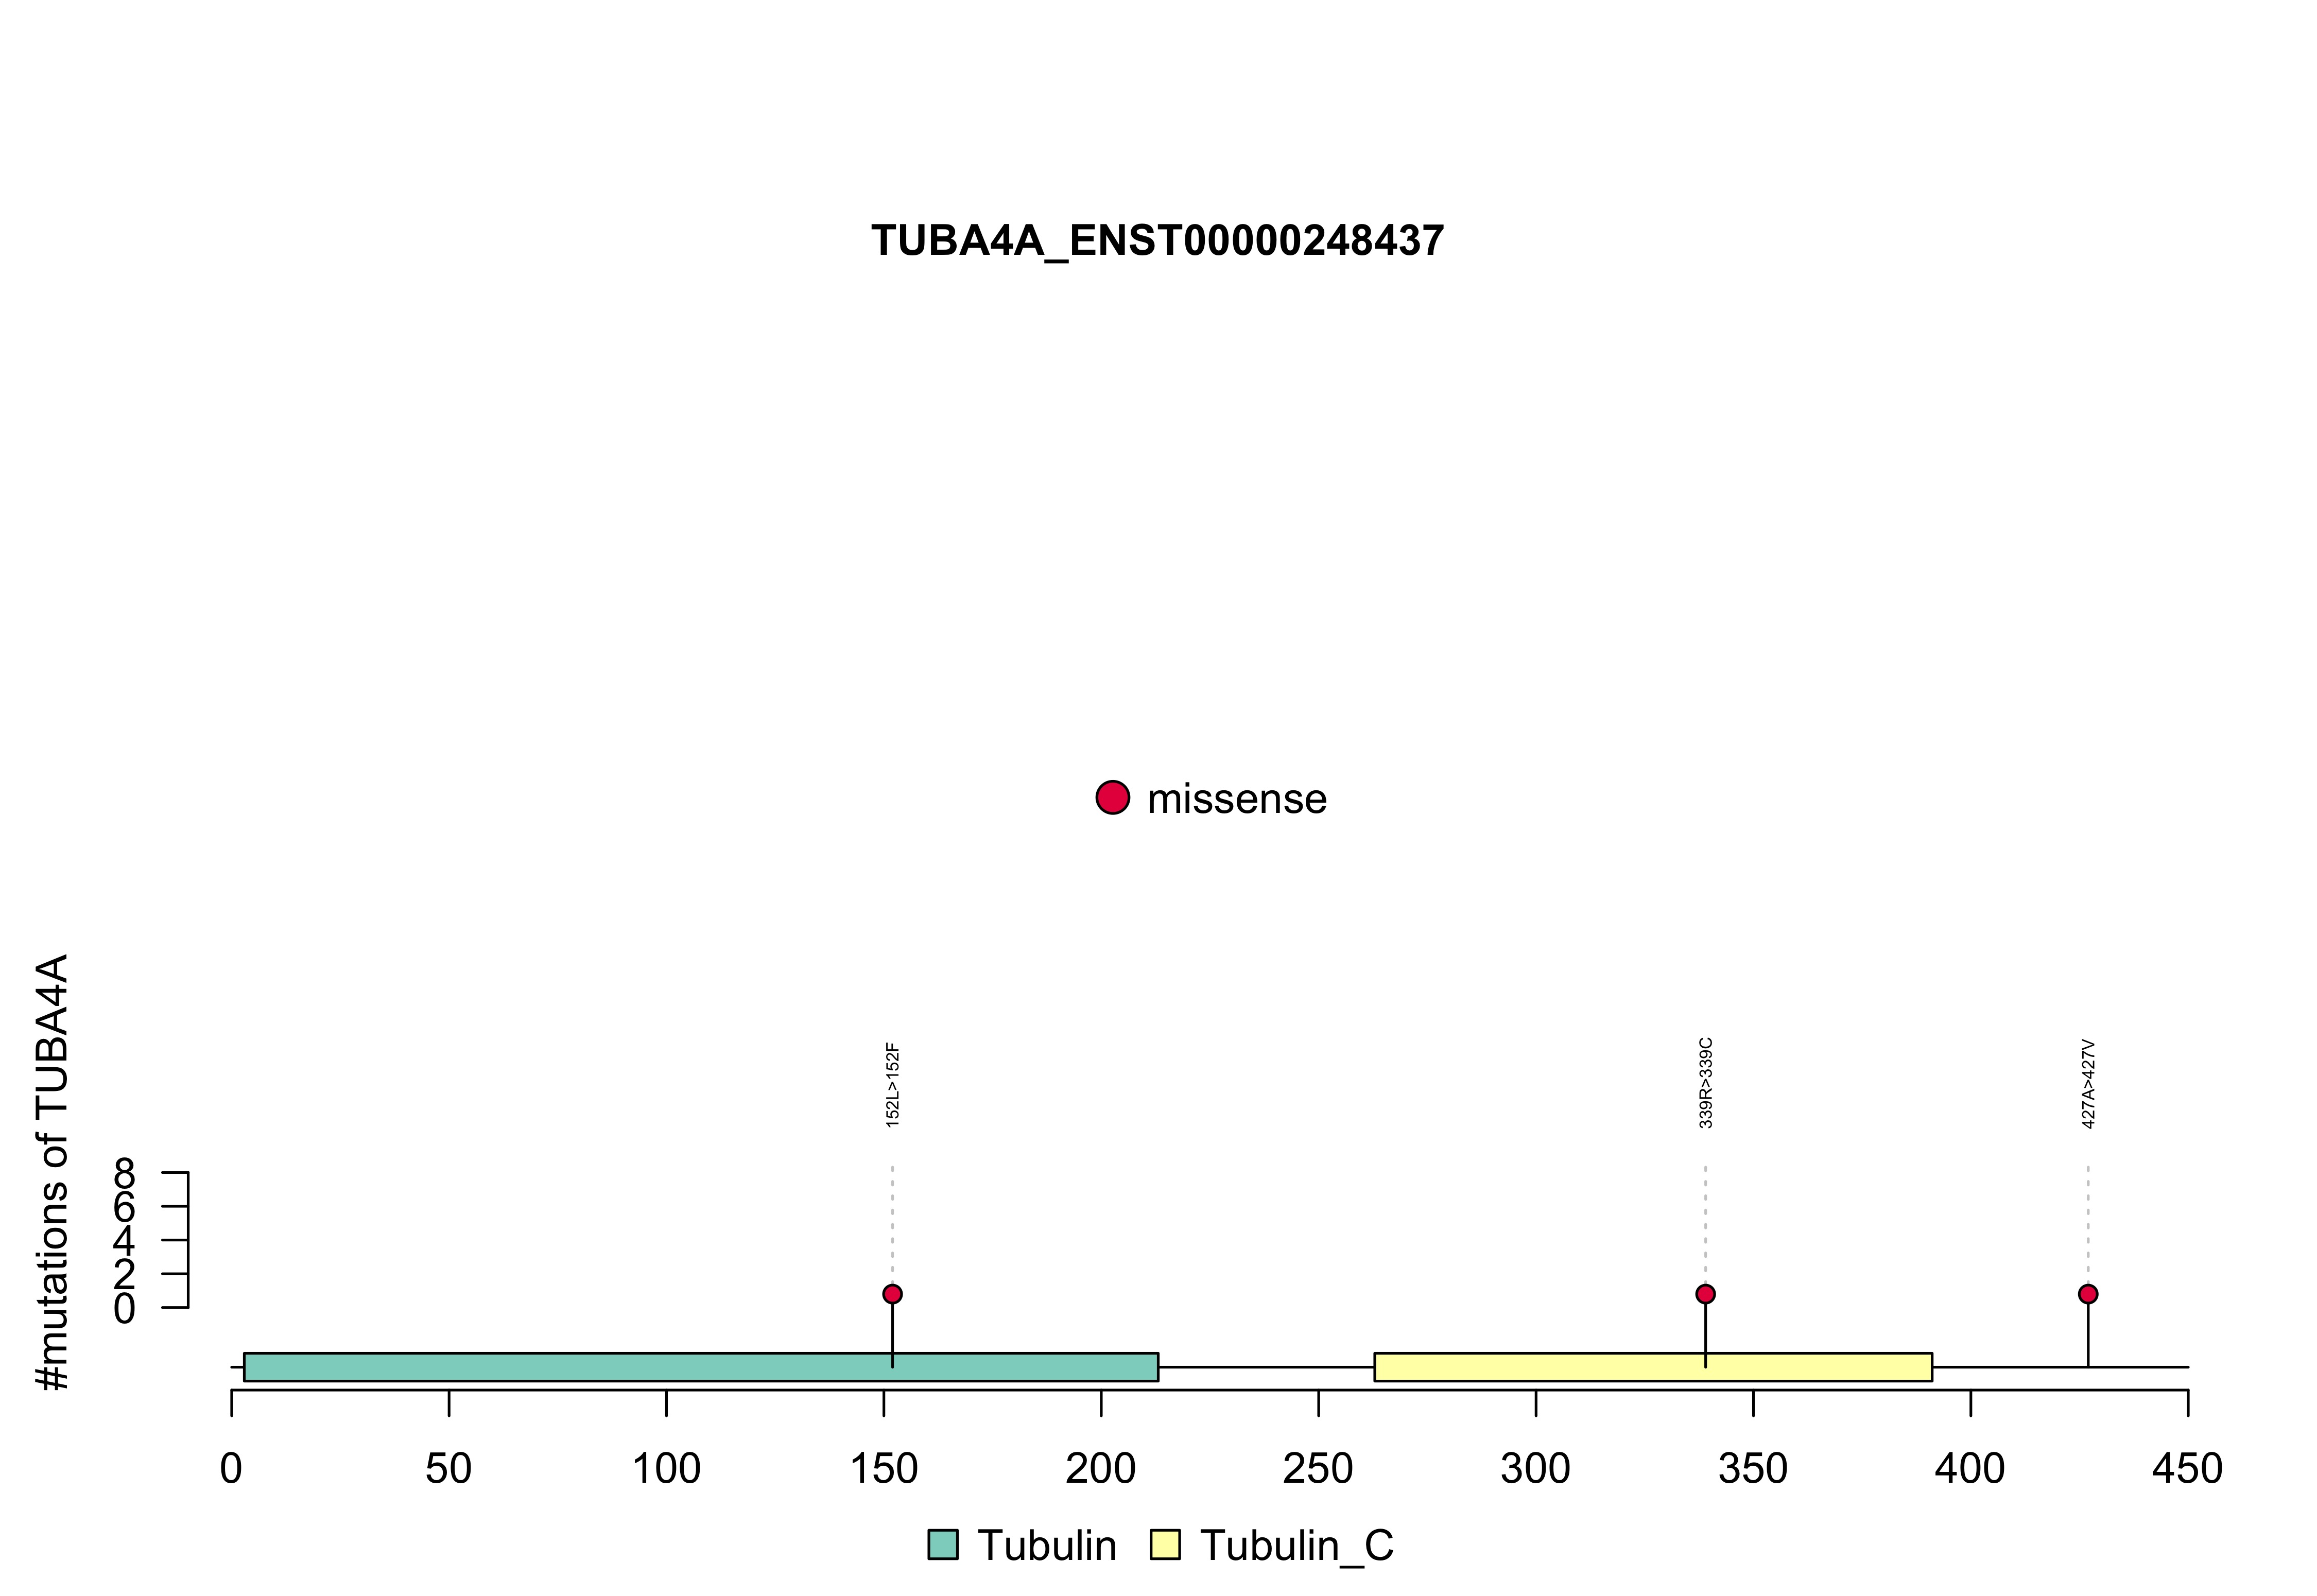 TUBA4A_ENST00000248437
missense
#mutations of TUBA4A
152L>152F
339R>339C
427A>427V
8
6
4
2
0
0 50 100 150 200 250 300 350 400 450
Tubulin Tubulin_C